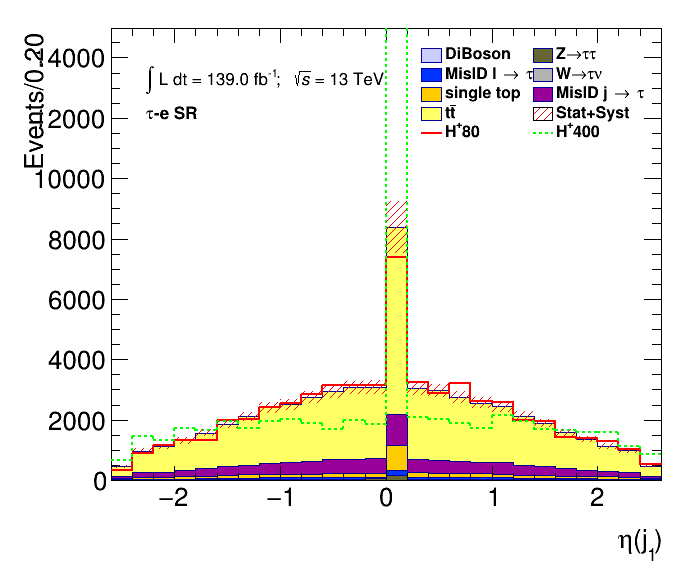 Events/0.20
14000
12000
10000
8000
6000
4000
2000
0
∫ L dt = 139.0 fb⁻¹; √s = 13 TeV
τ-e SR
DiBoson
MisID l → τ
single top
tt̄
H⁺80
Z→ττ
W→τν
MisID j → τ
Stat+Syst
H⁺400
−2 −1 0 1 2
η(j₁)